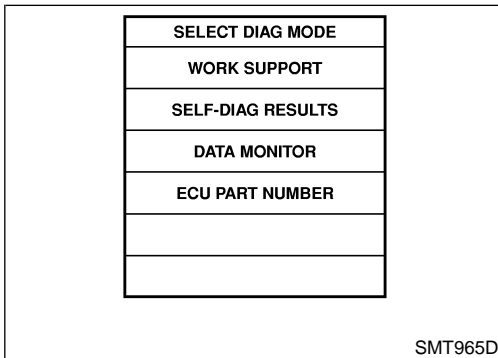 SELECT DIAG MODE
WORK SUPPORT
SELF-DIAG RESULTS
DATA MONITOR
ECU PART NUMBER
SMT965D